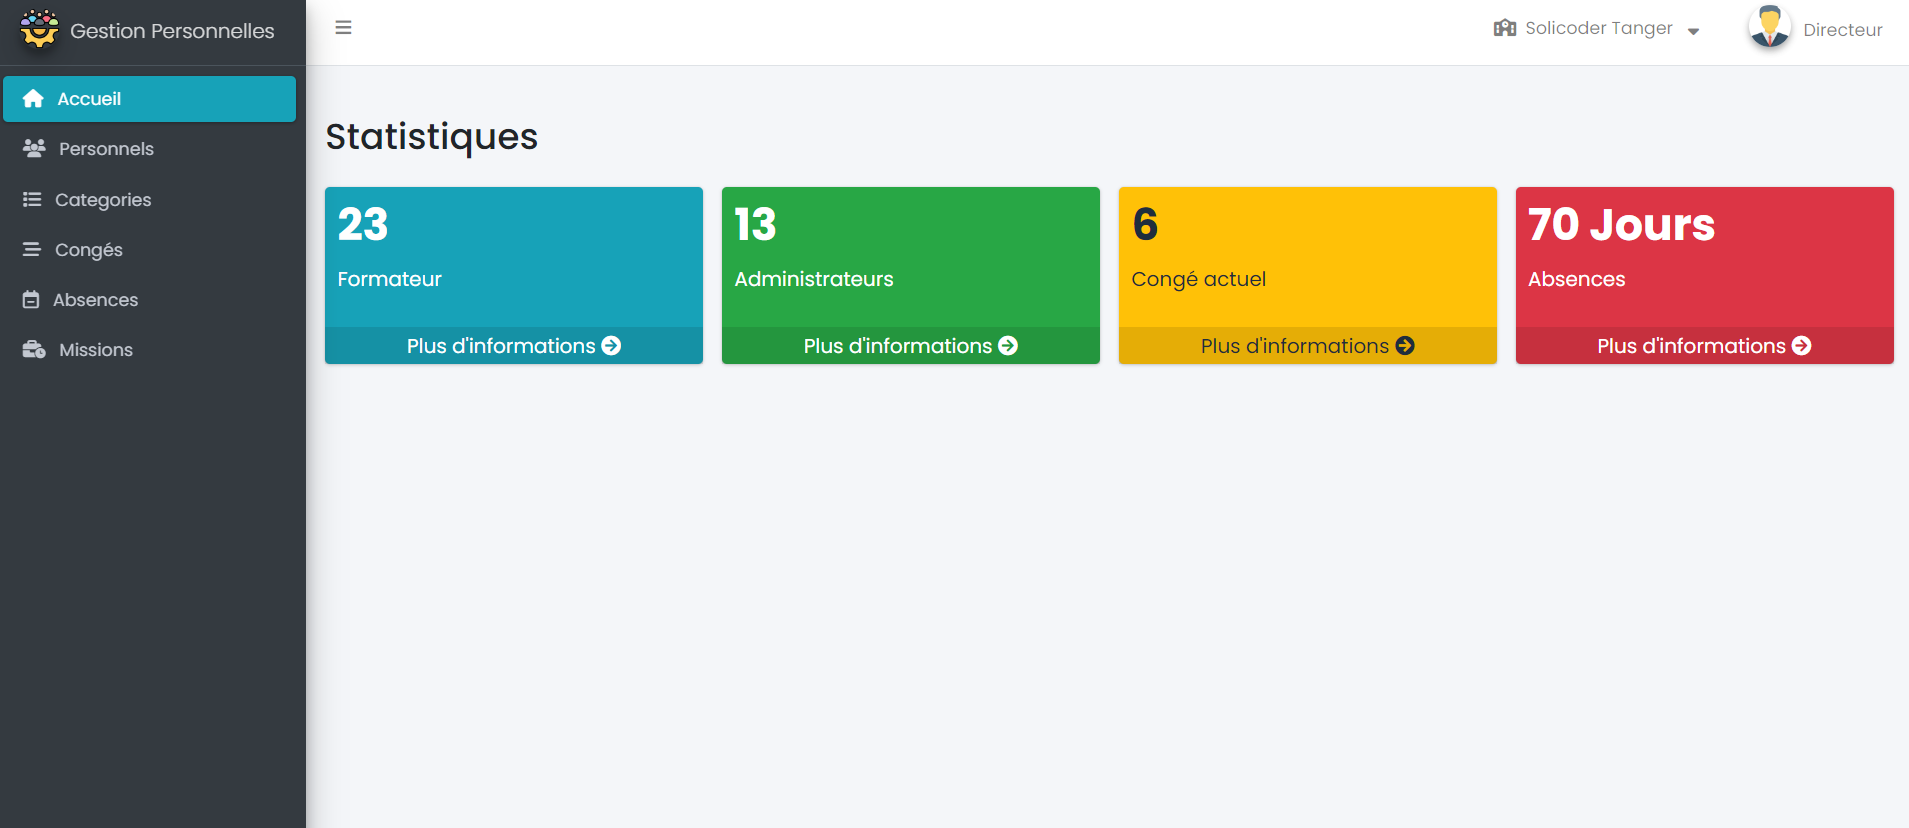 Gestion Personnelles
Solicoder Tanger
Directeur
Accueil
Personnels
Categories
Congés
Absences
Missions
Statistiques
23
Formateur
Plus d'informations
13
Administrateurs
Plus d'informations
6
Congé actuel
Plus d'informations
70 Jours
Absences
Plus d'informations